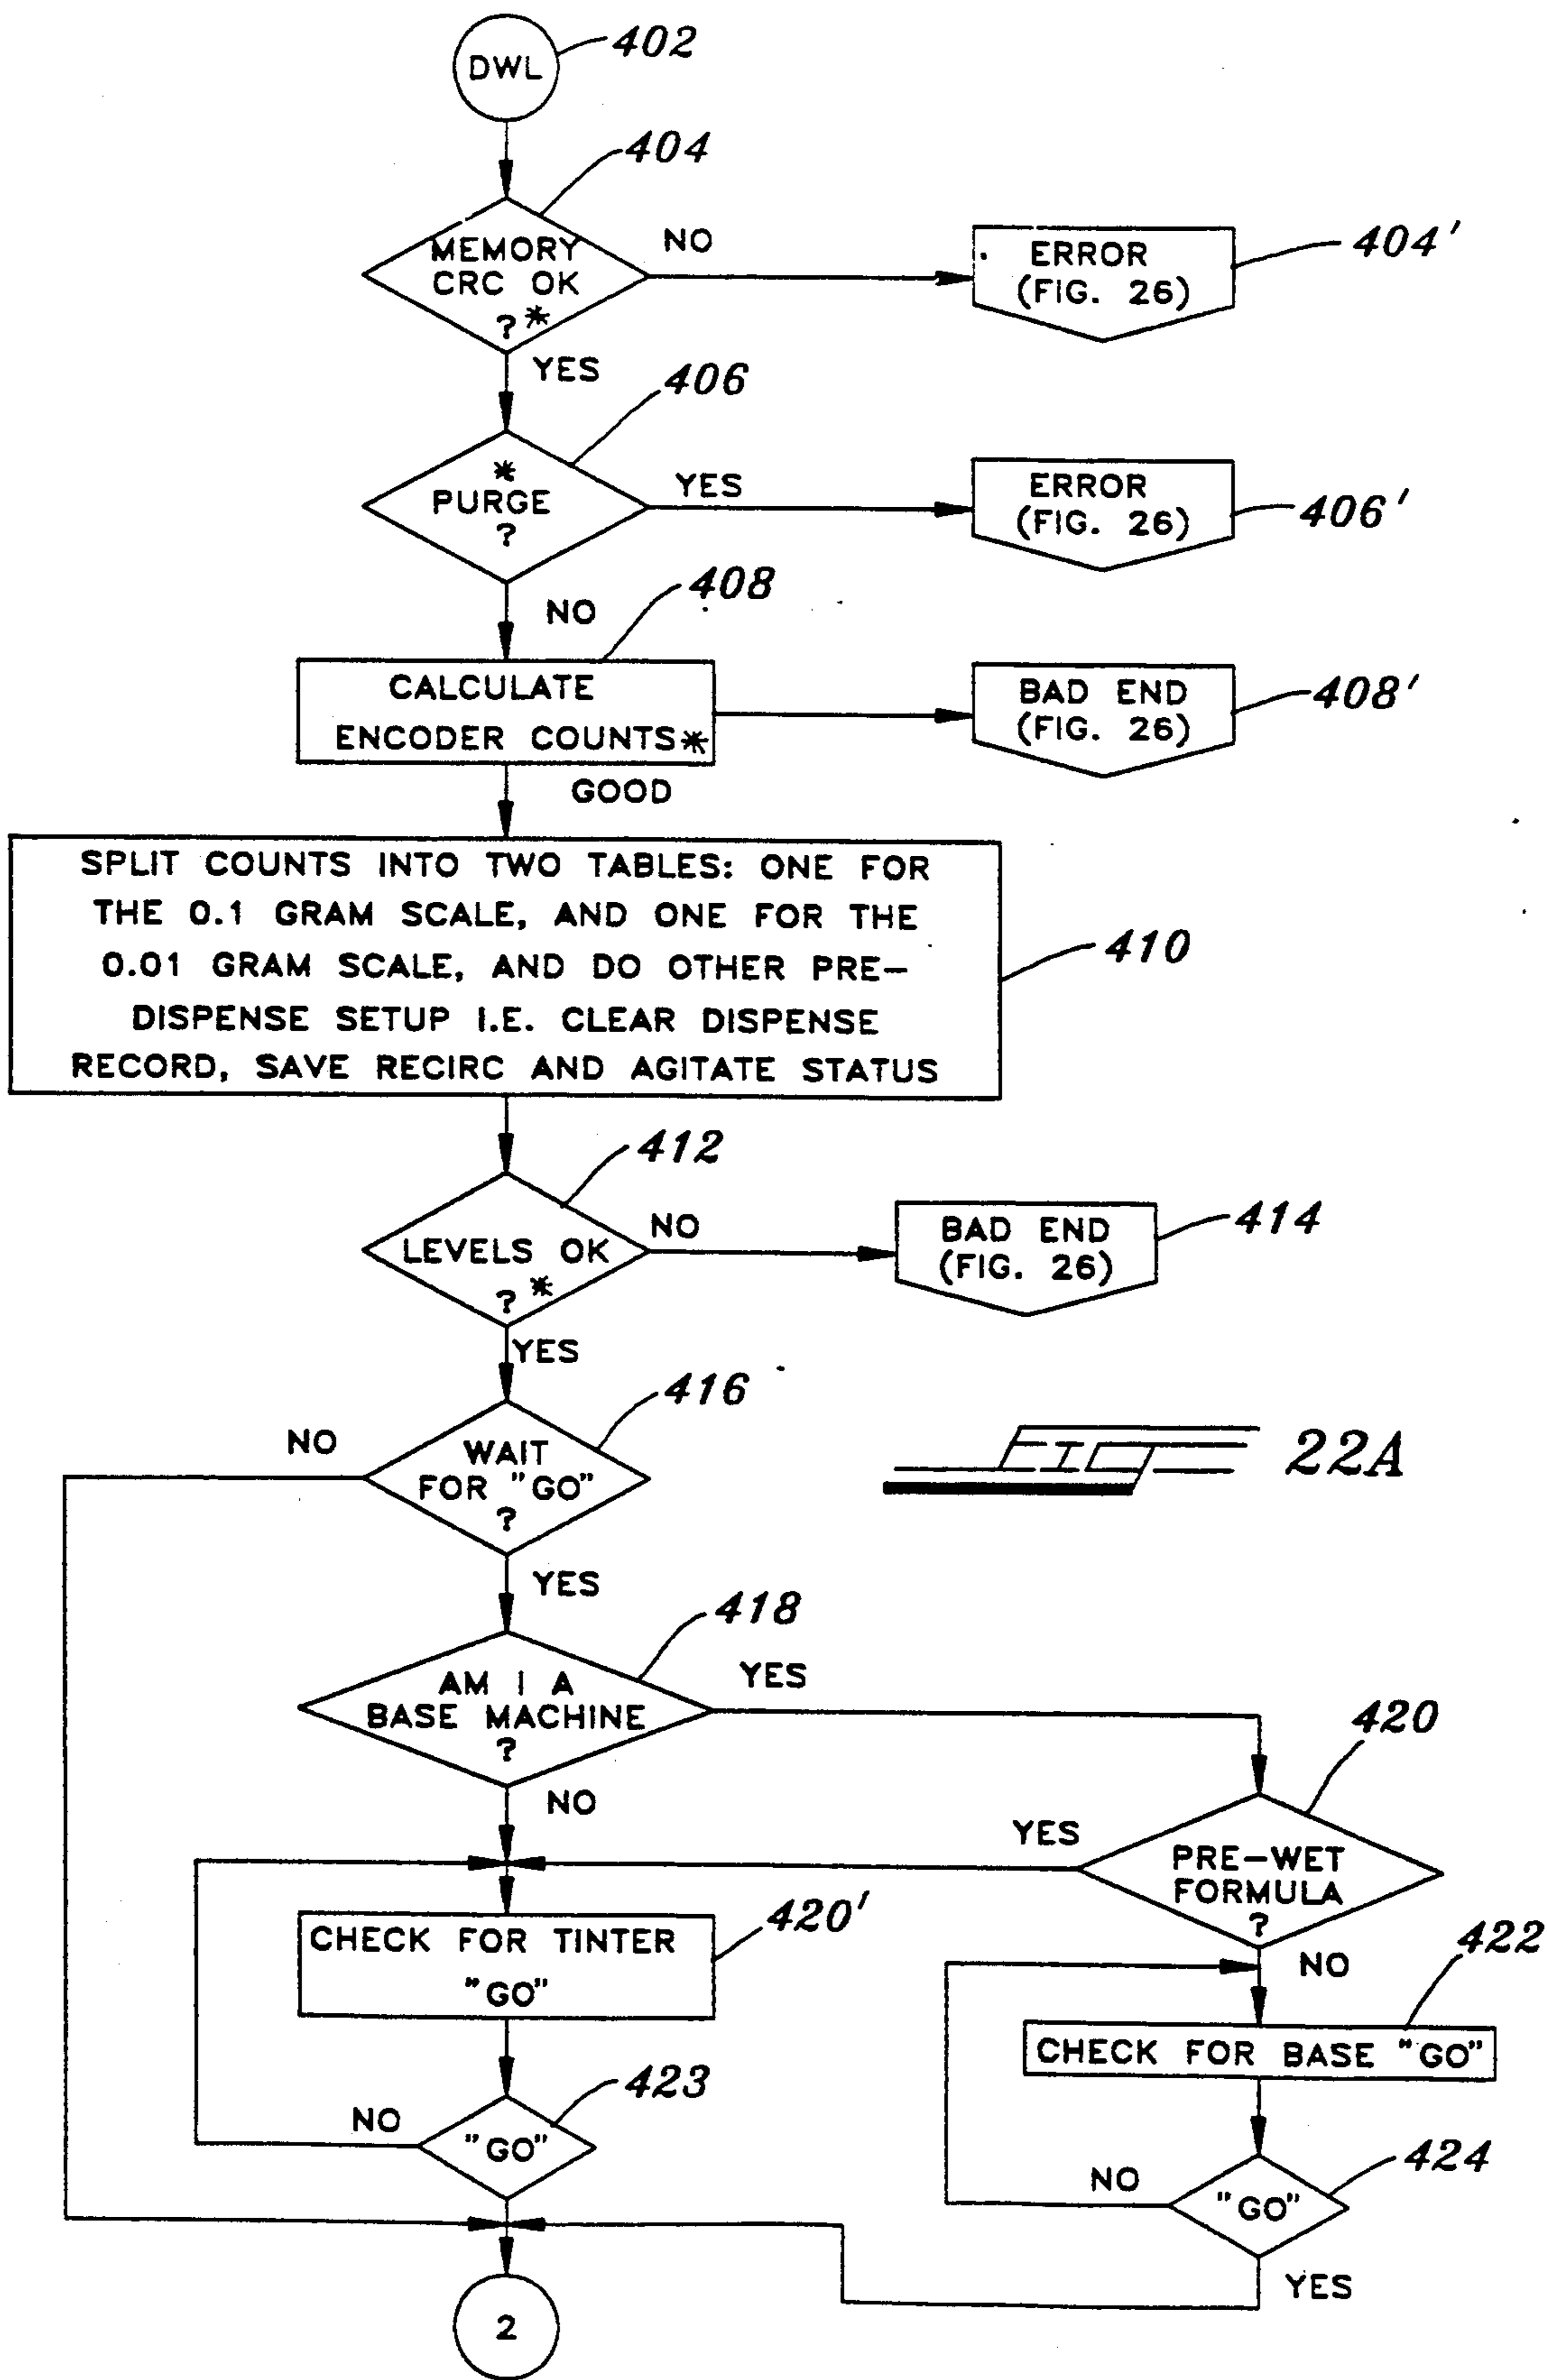 DWL
402
404
MEMORY
CRC OK
? *
NO
ERROR
(FIG. 26)
404'
YES
406
*
PURGE
?
YES
ERROR
(FIG. 26)
406'
NO
408
CALCULATE
ENCODER COUNTS*
BAD END
(FIG. 26)
408'
GOOD
SPLIT COUNTS INTO TWO TABLES: ONE FOR
THE 0.1 GRAM SCALE, AND ONE FOR THE
0.01 GRAM SCALE, AND DO OTHER PRE-
DISPENSE SETUP I.E. CLEAR DISPENSE
RECORD, SAVE RECIRC AND AGITATE STATUS
410
412
LEVELS OK
? *
NO
BAD END
(FIG. 26)
414
YES
416
NO
WAIT
FOR "GO"
?
FIG 22A
YES
418
AM I A
BASE MACHINE
?
YES
420
NO
YES
PRE-WET
FORMULA
?
CHECK FOR TINTER
"GO"
420'
NO
422
CHECK FOR BASE "GO"
423
NO
"GO"
424
NO
"GO"
YES
2